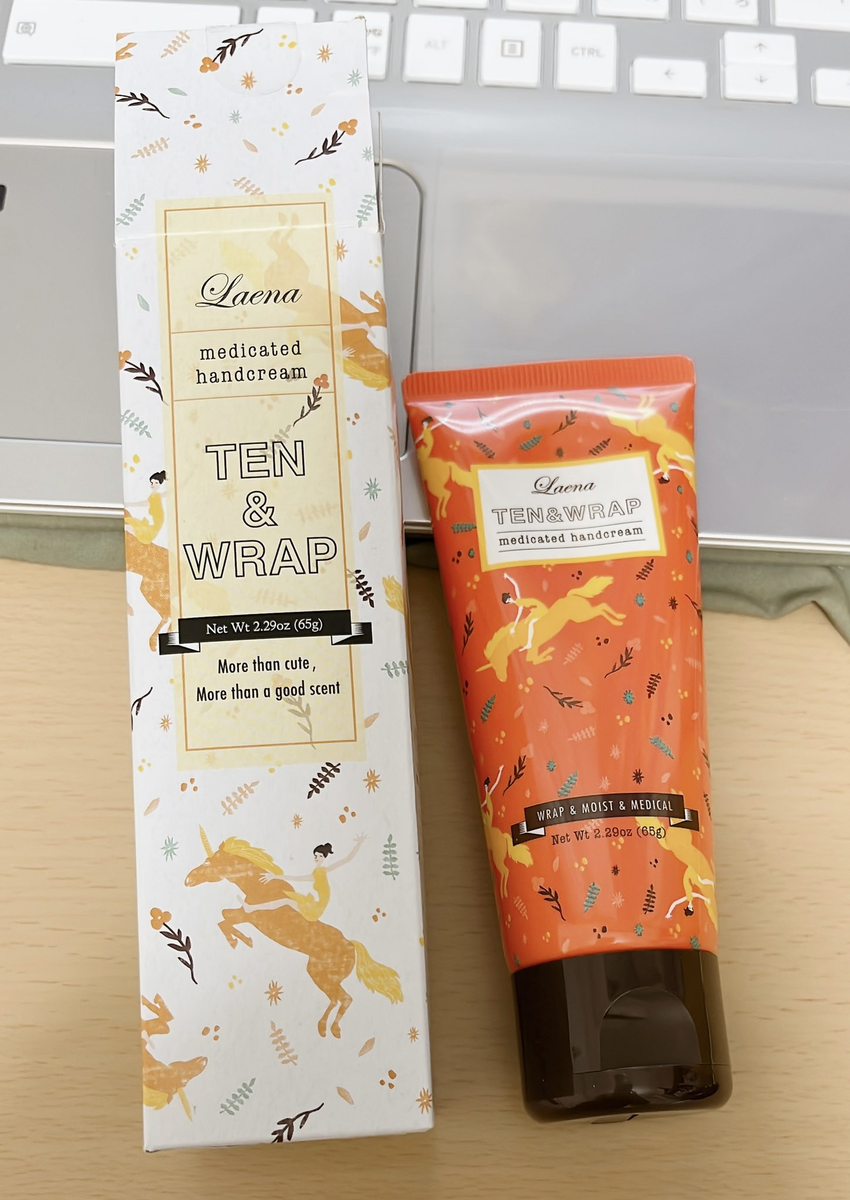 ALT
CTRL
Laena
medicated
handcream
TEN
&
WRAP
Net Wt 2.29oz (65g)
More than cute ,
More than a good scent
Laena
TEN&WRAP
medicated handcream
WRAP & MOIST & MEDICAL
Net Wt 2.29oz (65g)